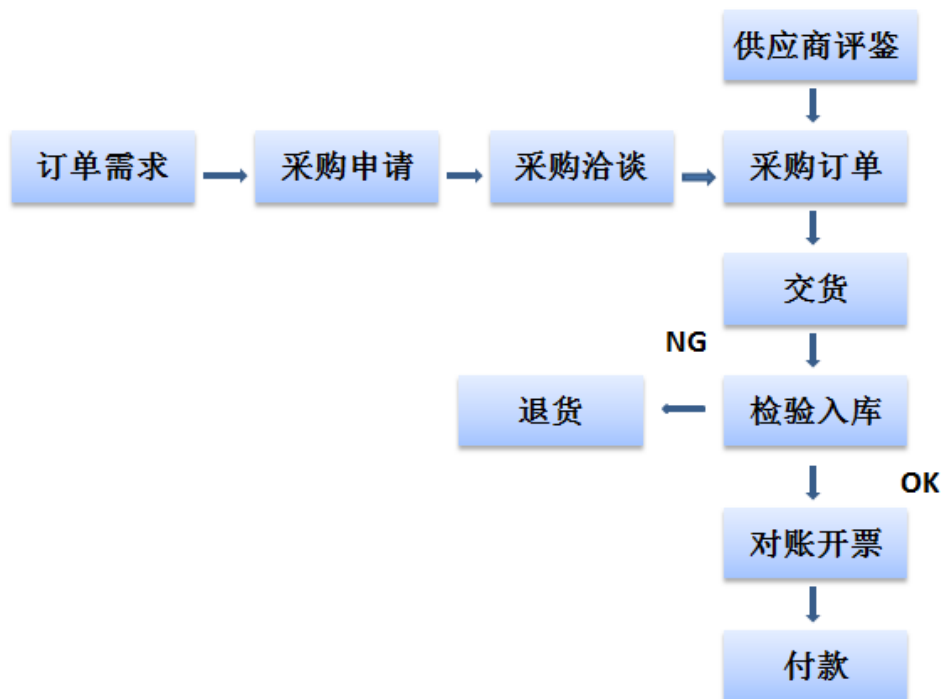 供应商评鉴
订单需求
采购申请
采购洽谈
采购订单
交货
NG
退货
检验入库
OK
对账开票
付款